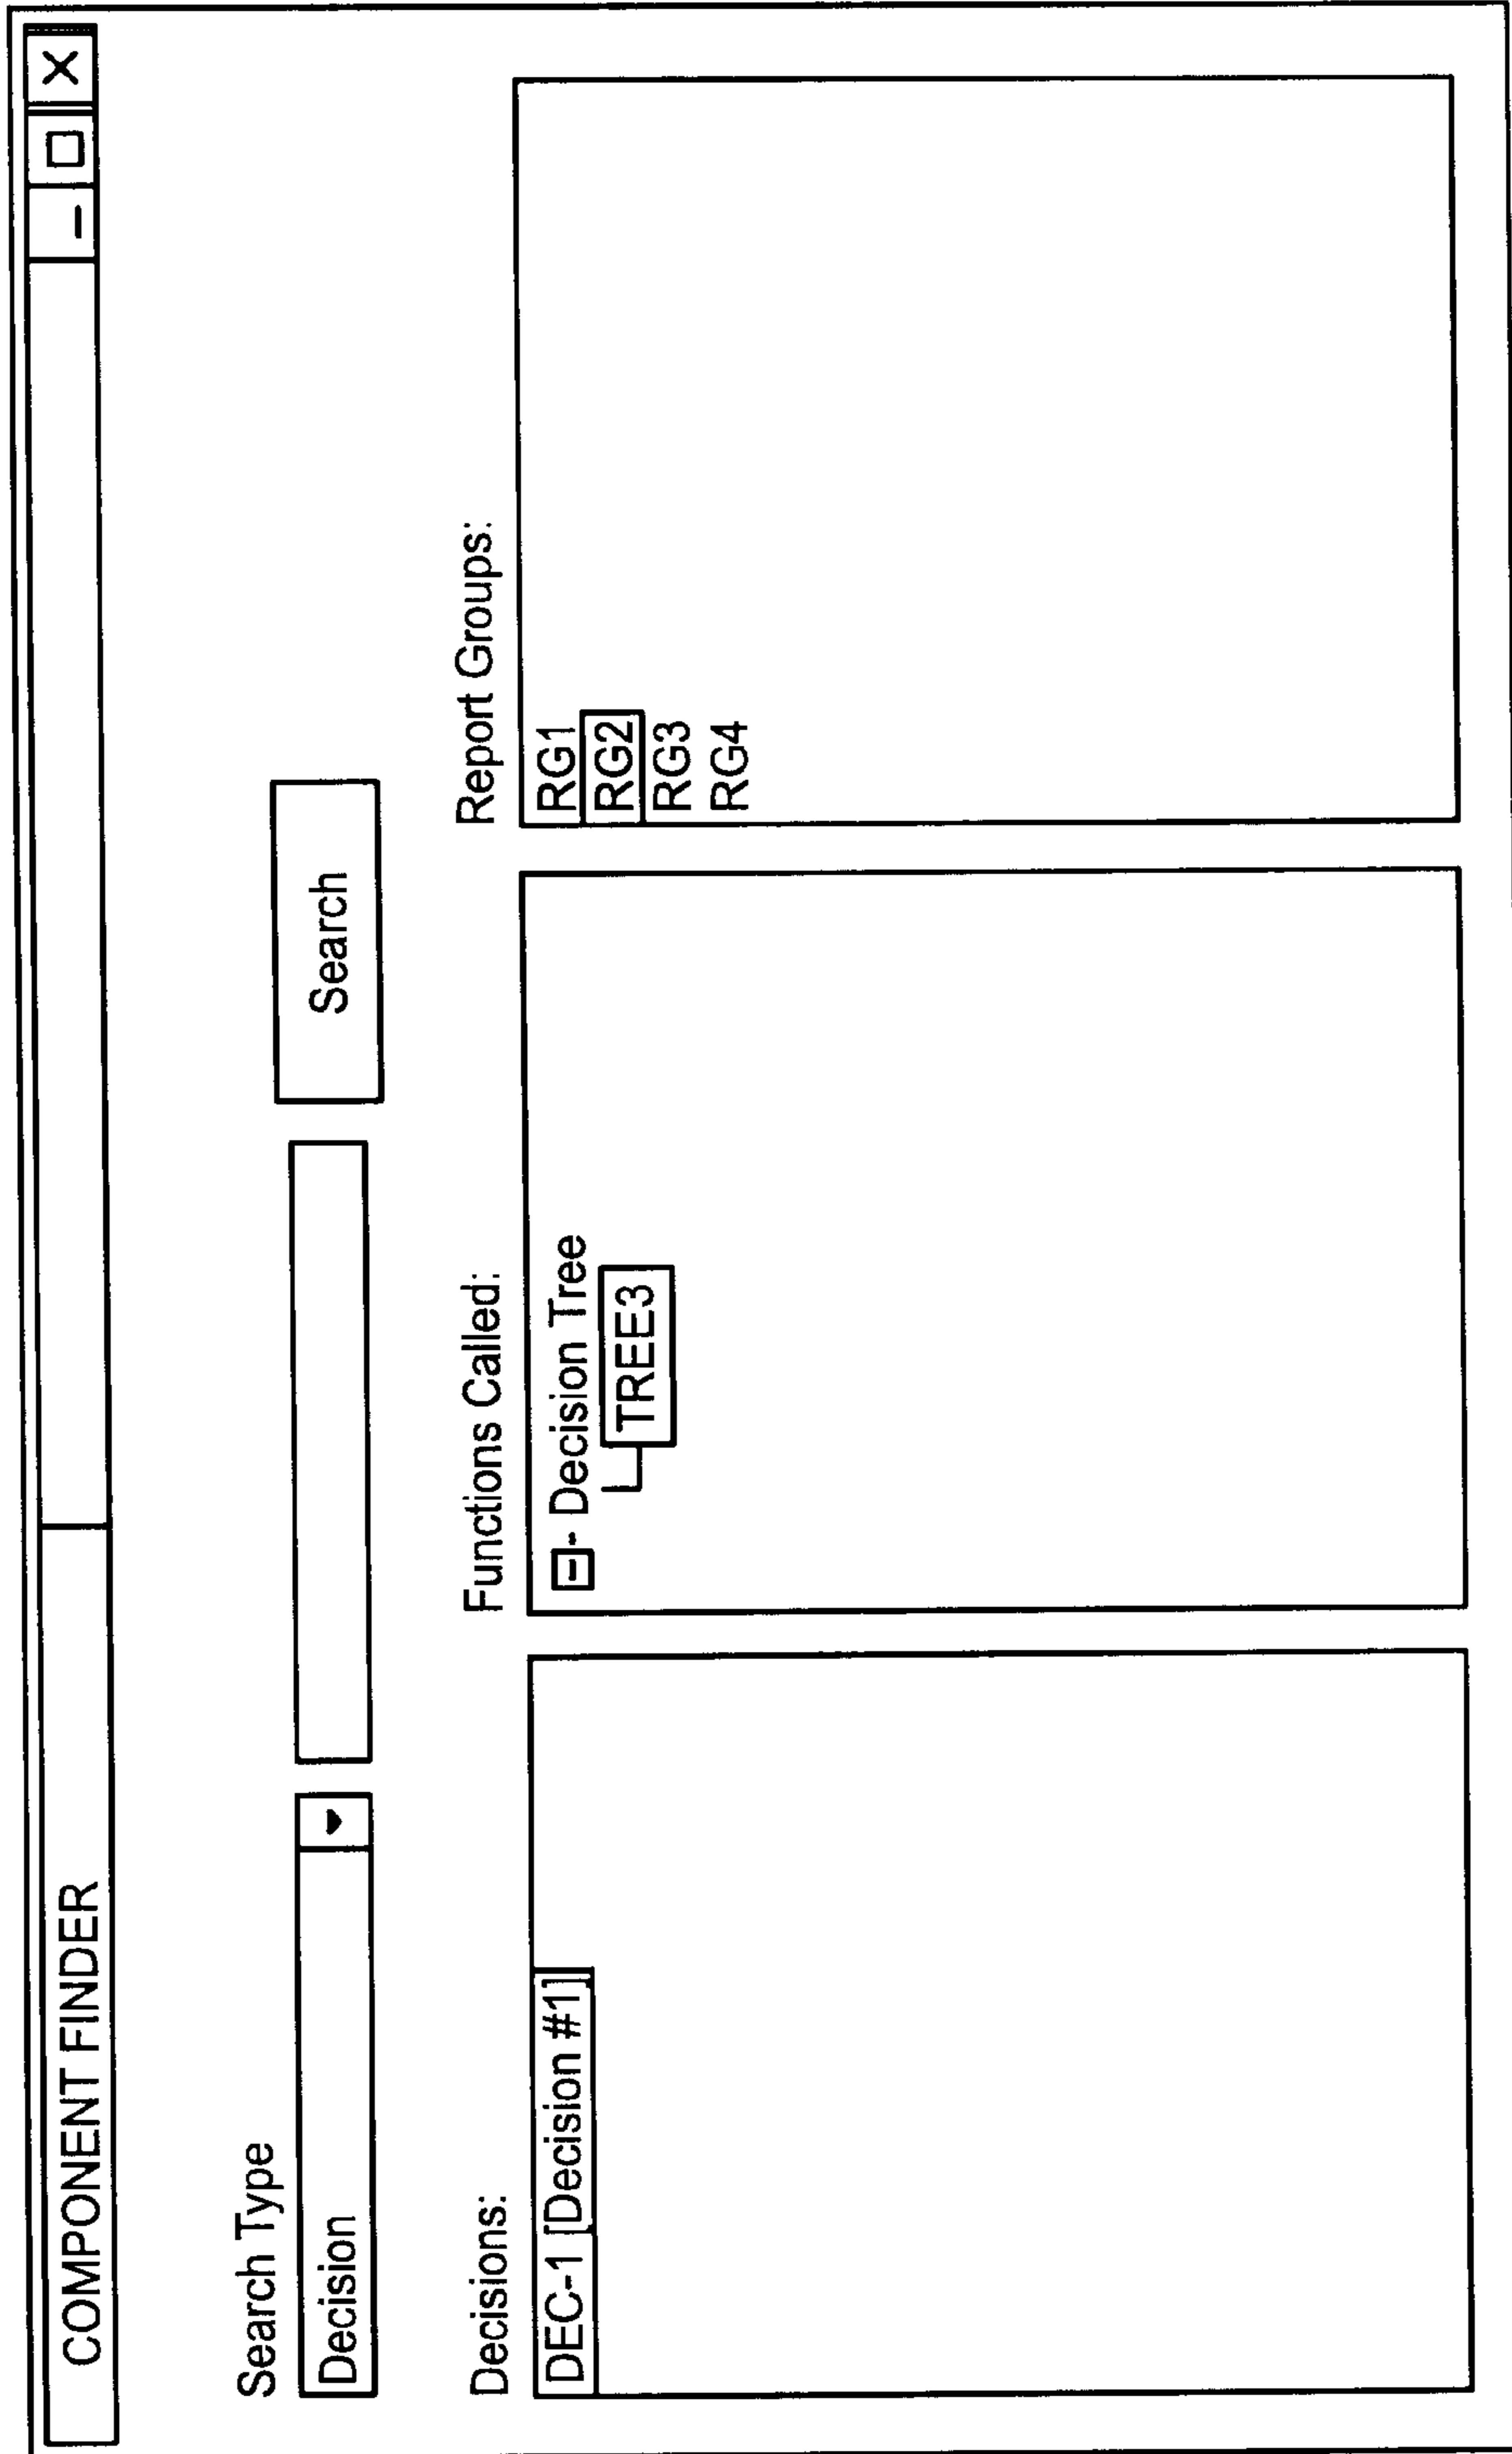 COMPONENT FINDER
Search Type
Decision
Search
Decisions:
DEC-1 [Decision #1]
Functions Called:
Decision Tree
TREE3
Report Groups:
RG1
RG2
RG3
RG4